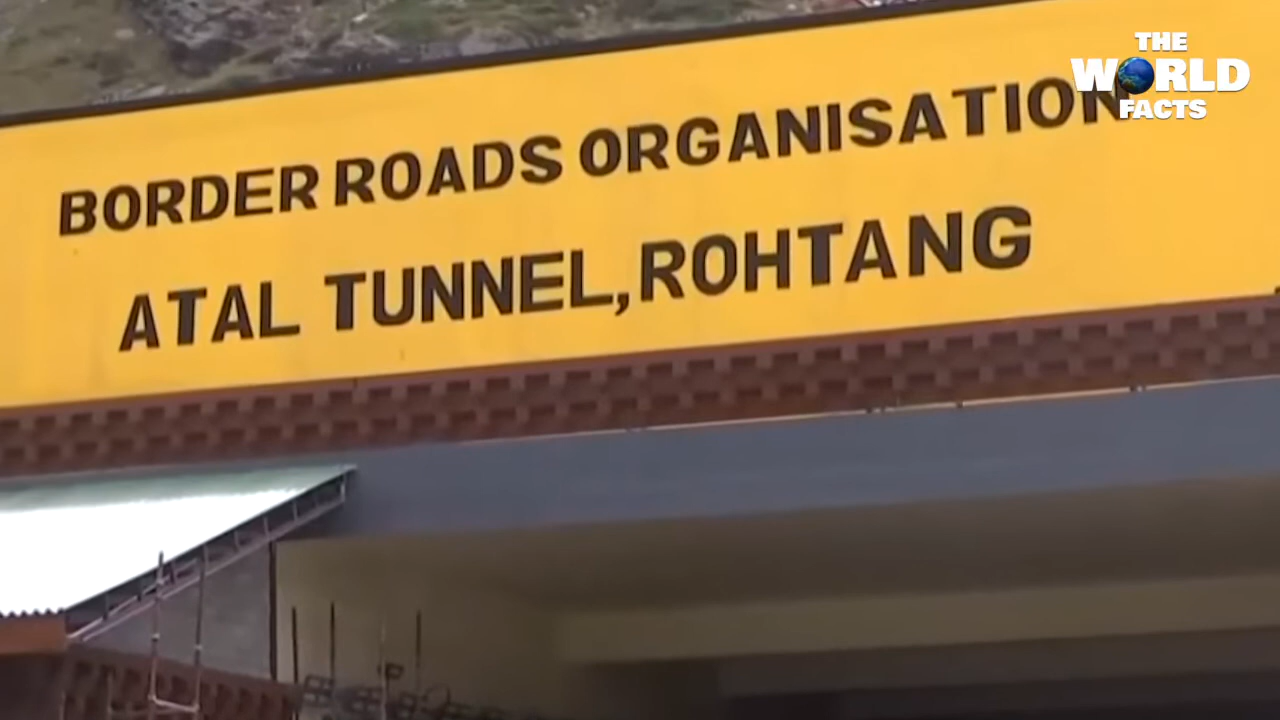 BORDER ROADS ORGANISATION
ATAL TUNNEL, ROHTANG
THE
WORLD
FACTS